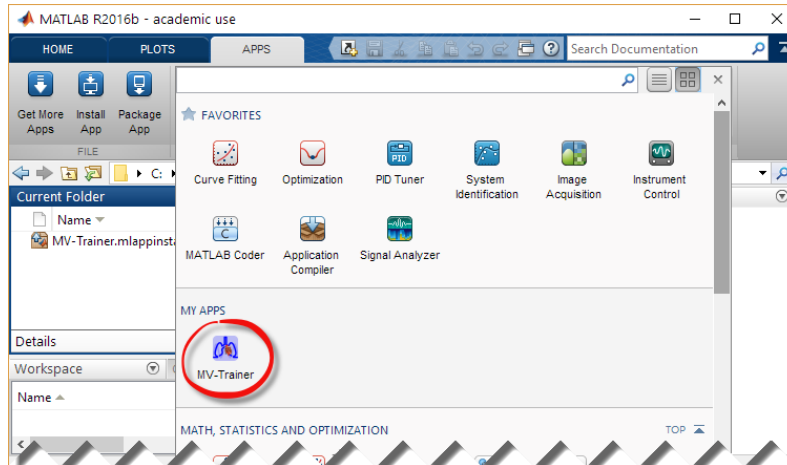 MATLAB R2016b - academic use
HOME PLOTS APPS Search Documentation
Get More Apps
Install App
Package App
FILE
FAVORITES
Curve Fitting
Optimization
PID
PID Tuner
System Identification
Image Acquisition
Instrument Control
C:
Current Folder
Name
MV-Trainer.mlappinsta
C
MATLAB Coder
Application Compiler
Signal Analyzer
MY APPS
MV-Trainer
Details
Workspace
Name
MATH, STATISTICS AND OPTIMIZATION TOP